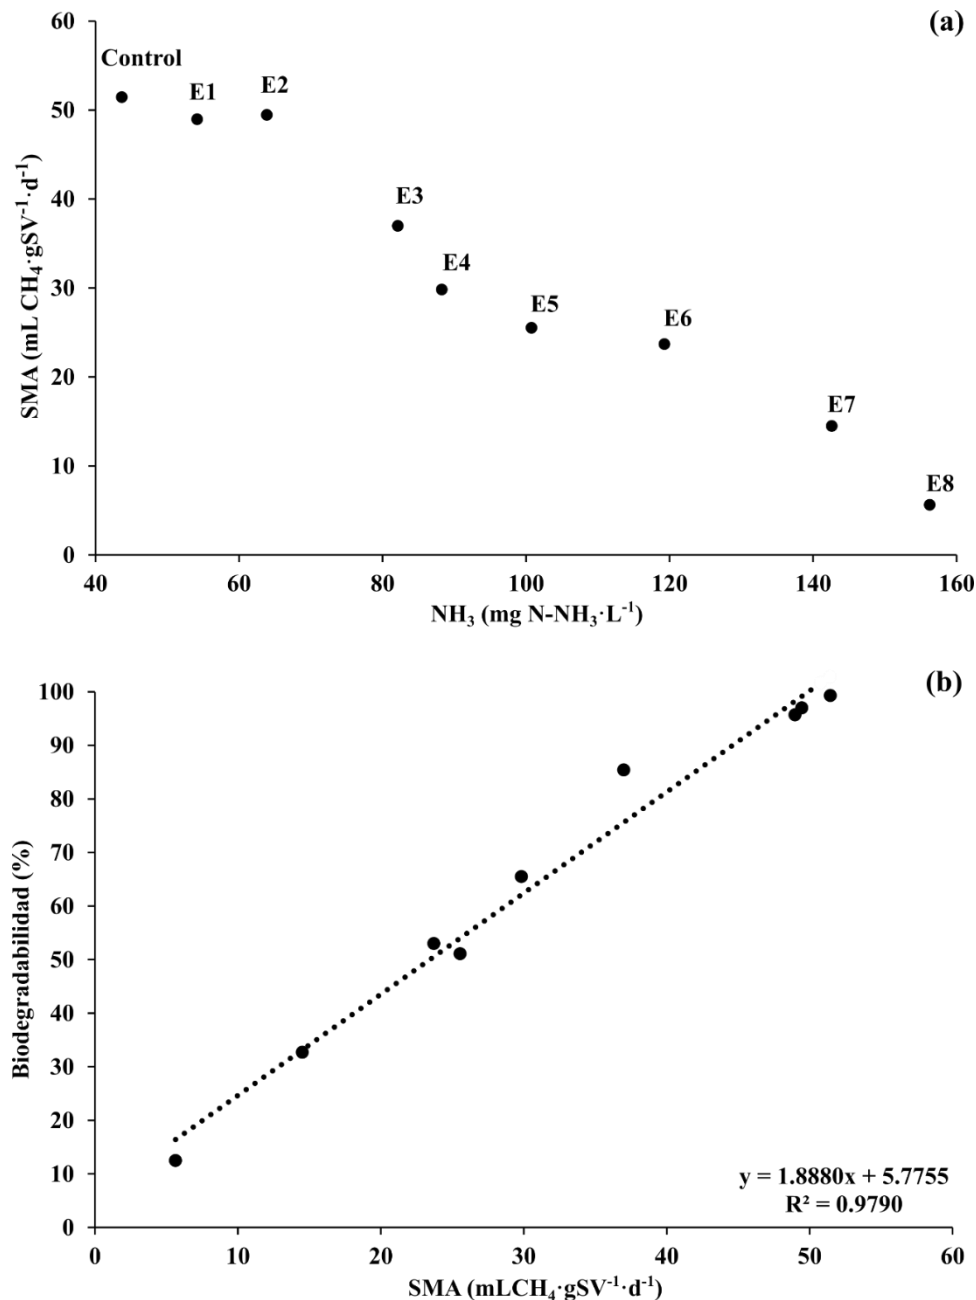 (a)
60
50
40
30
20
10
0
SMA (mL CH₄·gSV⁻¹·d⁻¹)
Control
E1
E2
E3
E4
E5
E6
E7
E8
40 60 80 100 120 140 160
NH₃ (mg N-NH₃·L⁻¹)
(b)
100
90
80
70
60
50
40
30
20
10
0
Biodegradabilidad (%)
y = 1.8880x + 5.7755
R² = 0.9790
0 10 20 30 40 50 60
SMA (mLCH₄·gSV⁻¹·d⁻¹)